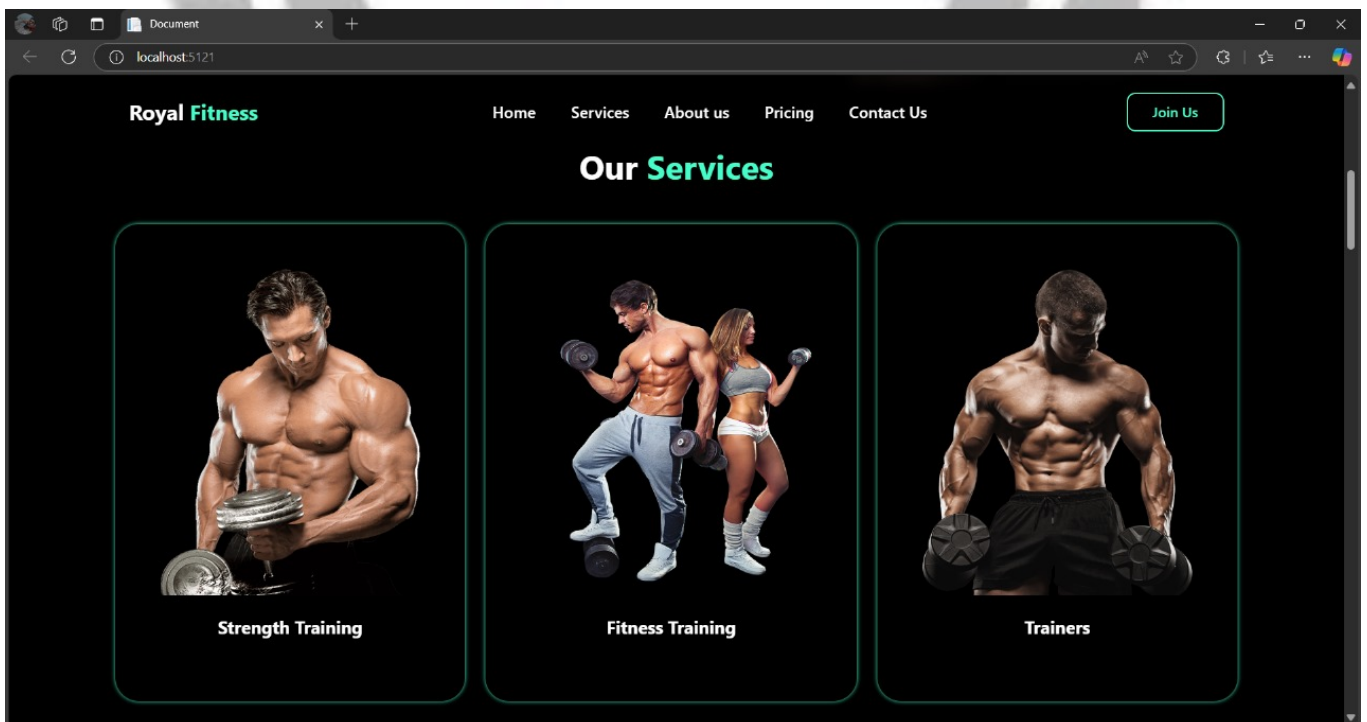 Document
localhost:5121
Royal Fitness Home Services About us Pricing Contact Us Join Us
Our Services
Strength Training Fitness Training Trainers